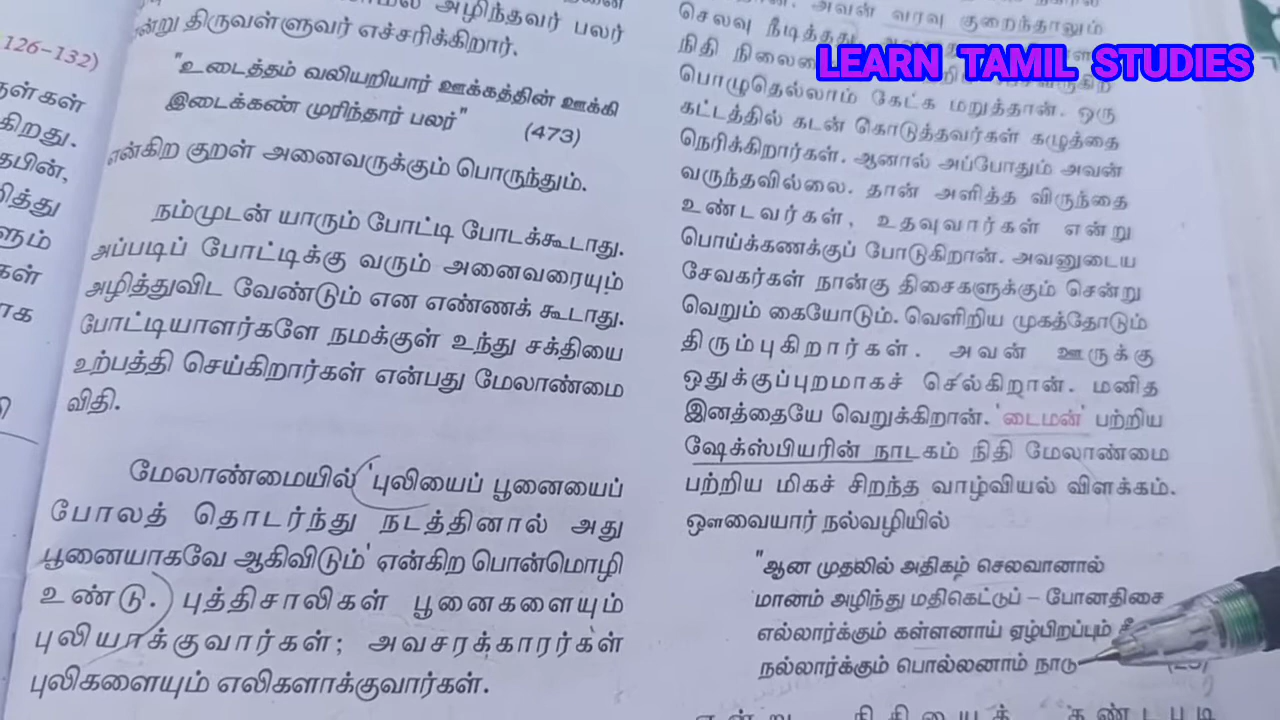 126-132)
அழிந்தவர் பலர்
என்று திருவள்ளுவர் எச்சரிக்கிறார்.
"உடைத்தம் வலியறியார் ஊக்கத்தின் ஊக்கி
இடைக்கண் முரிந்தார் பலர்" (473)
என்கிற குறள் அனைவருக்கும் பொருந்தும்.
நம்முடன் யாரும் போட்டி போடக்கூடாது.
அப்படிப் போட்டிக்கு வரும் அனைவரையும்
அழித்துவிட வேண்டும் என எண்ணக் கூடாது.
போட்டியாளர்களே நமக்குள் உந்து சக்தியை
உற்பத்தி செய்கிறார்கள் என்பது மேலாண்மை
விதி.
மேலாண்மையில் 'புலியைப் பூனையைப்
போலத் தொடர்ந்து நடத்தினால் அது
பூனையாகவே ஆகிவிடும்' என்கிற பொன்மொழி
உண்டு. புத்திசாலிகள் பூனைகளையும்
புலியாக்குவார்கள்; அவசரக்காரர்கள்
புலிகளையும் எலிகளாக்குவார்கள்.
அவன் வரவு குறைந்தாலும்
செலவு நீடித்தது.
நிதி
LEARN TAMIL STUDIES
பொழுதெல்லாம் கேட்க மறுத்தான். ஒரு
கட்டத்தில் கடன் கொடுத்தவர்கள் கழுத்தை
நெரிக்கிறார்கள். ஆனால் அப்போதும் அவன்
வருந்தவில்லை. தான் அளித்த விருந்தை
உண்டவர்கள், உதவுவார்கள் என்று
பொய்க்கணக்குப் போடுகிறான். அவனுடைய
சேவகர்கள் நான்கு திசைகளுக்கும் சென்று
வெறும் கையோடும். வெளிறிய முகத்தோடும்
திரும்புகிறார்கள். அவன் ஊருக்கு
ஒதுக்குப்புறமாகச் செல்கிறான். மனித
இனத்தையே வெறுக்கிறான். 'டைமன்' பற்றிய
ஷேக்ஸ்பியரின் நாடகம் நிதி மேலாண்மை
பற்றிய மிகச் சிறந்த வாழ்வியல் விளக்கம்.
ஔவையார் நல்வழியில்
"ஆன முதலில் அதிகம் செலவானால்
மானம் அழிந்து மதிகெட்டுப் – போனதிசை
எல்லார்க்கும் கள்ளனாய் ஏழ்பிறப்பும்
நல்லார்க்கும் பொல்லனாம் நாடு